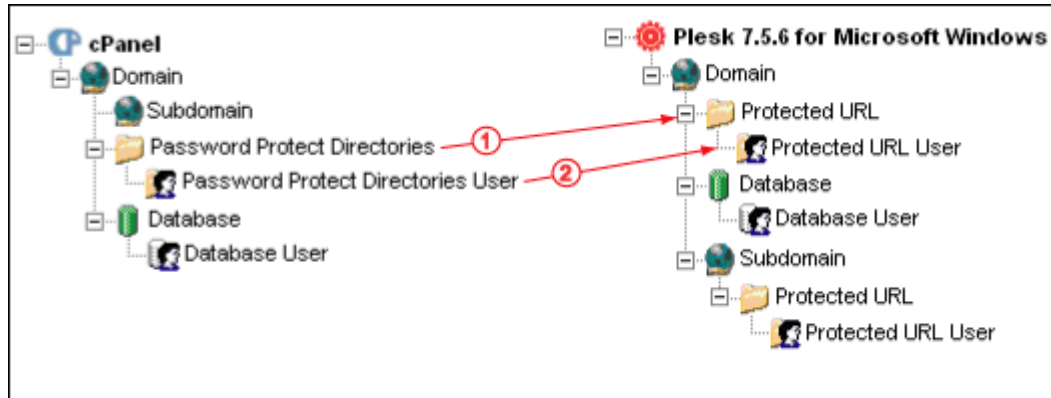 cPanel
Domain
Subdomain
Password Protect Directories
Password Protect Directories User
Database
Database User
1
2
Plesk 7.5.6 for Microsoft Windows
Domain
Protected URL
Protected URL User
Database
Database User
Subdomain
Protected URL
Protected URL User